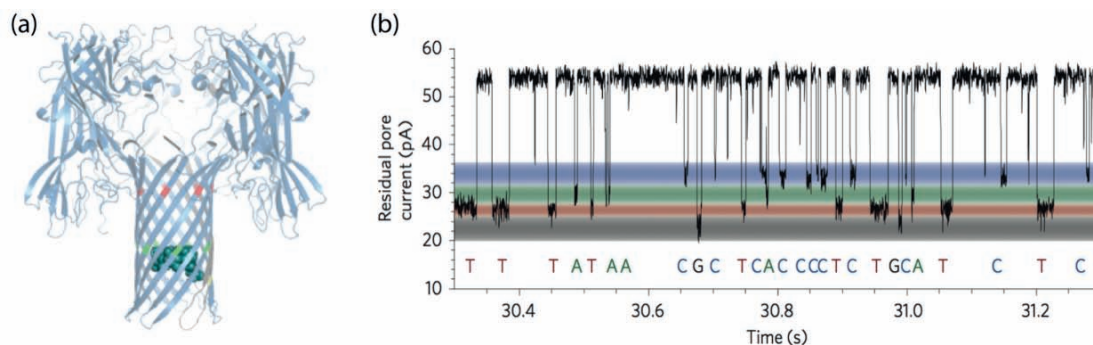 (a)
(b)
Residual pore
current (pA)
60
50
40
30
20
10
T T T A T A A C G C T C A C C C C T C T G C A T C T C
30.4 30.6 30.8 31.0 31.2
Time (s)